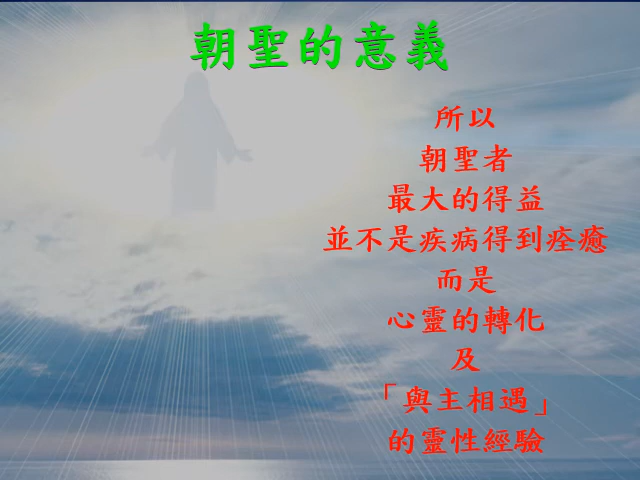 朝聖的意義
所以
朝聖者
最大的得益
並不是疾病得到痊癒
而是
心靈的轉化
及
「與主相遇」
的靈性經驗